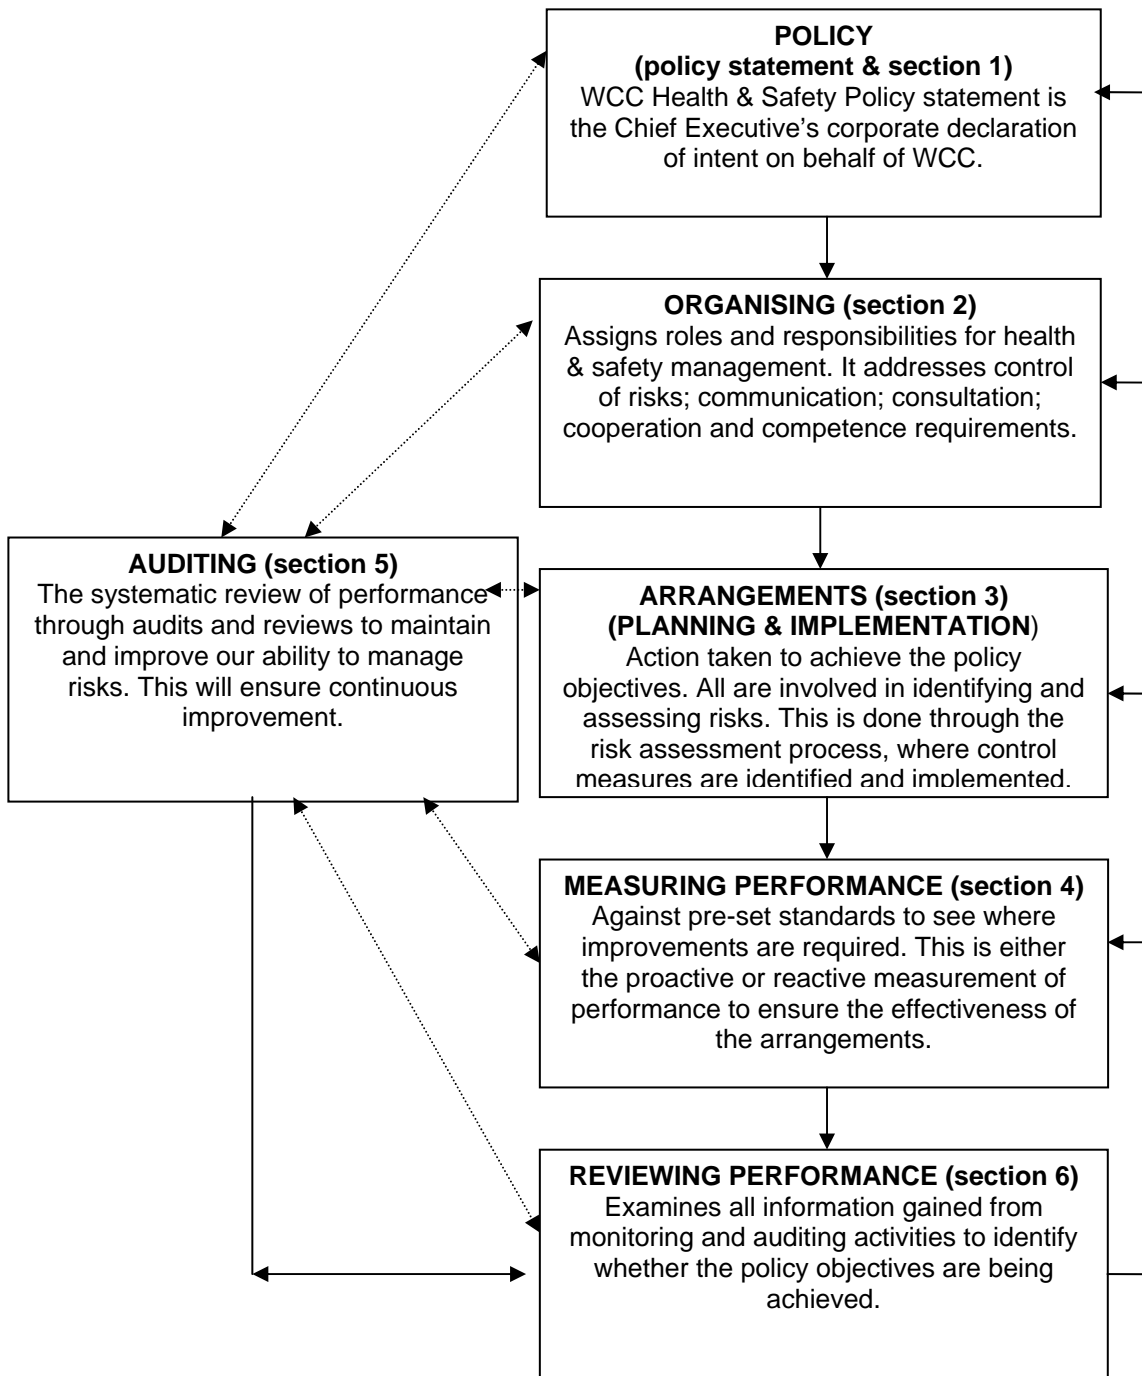 POLICY
(policy statement & section 1)
WCC Health & Safety Policy statement is
the Chief Executive's corporate declaration
of intent on behalf of WCC.
ORGANISING (section 2)
Assigns roles and responsibilities for health
& safety management. It addresses control
of risks; communication; consultation;
cooperation and competence requirements.
AUDITING (section 5)
The systematic review of performance
through audits and reviews to maintain
and improve our ability to manage
risks. This will ensure continuous
improvement.
ARRANGEMENTS (section 3)
(PLANNING & IMPLEMENTATION)
Action taken to achieve the policy
objectives. All are involved in identifying and
assessing risks. This is done through the
risk assessment process, where control
measures are identified and implemented.
MEASURING PERFORMANCE (section 4)
Against pre-set standards to see where
improvements are required. This is either
the proactive or reactive measurement of
performance to ensure the effectiveness of
the arrangements.
REVIEWING PERFORMANCE (section 6)
Examines all information gained from
monitoring and auditing activities to identify
whether the policy objectives are being
achieved.